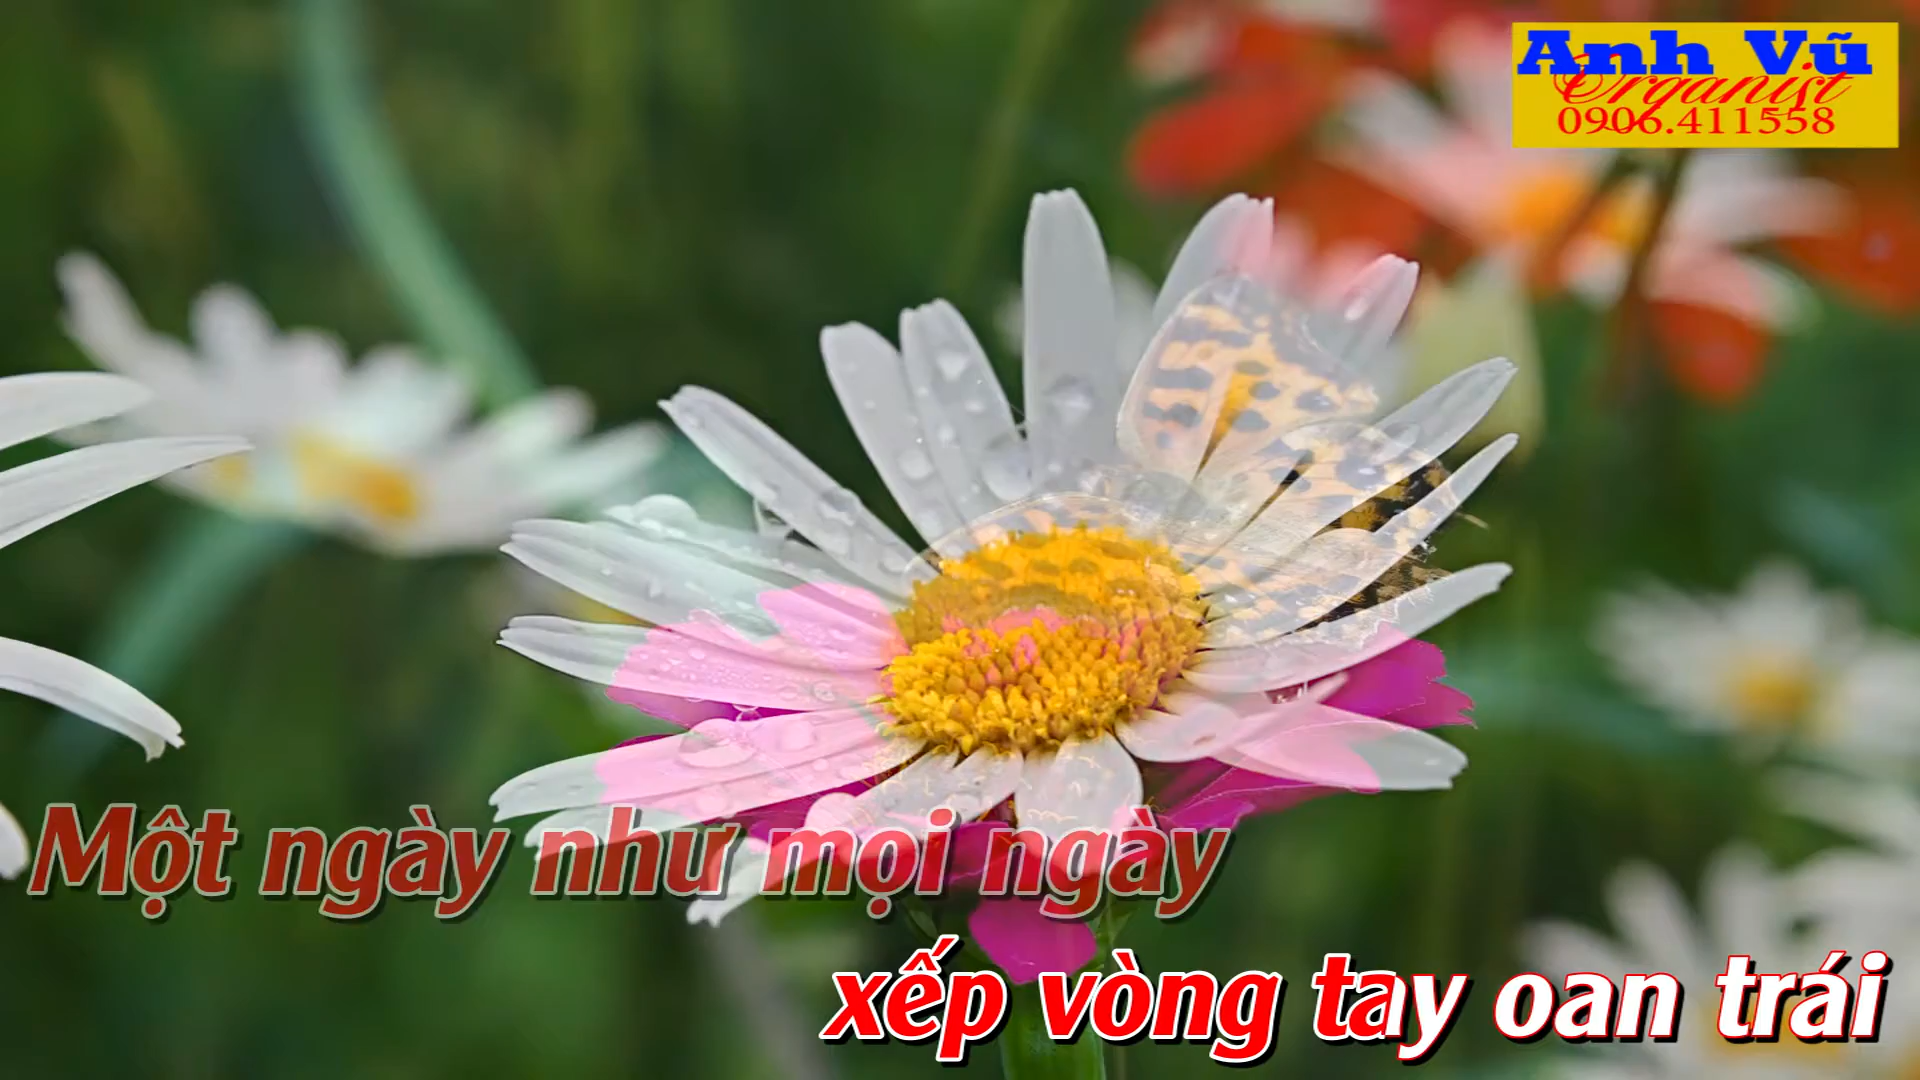 Anh Vũ
Organist
0906.411558
Một ngày như mọi ngày
xếp vòng tay oan trái